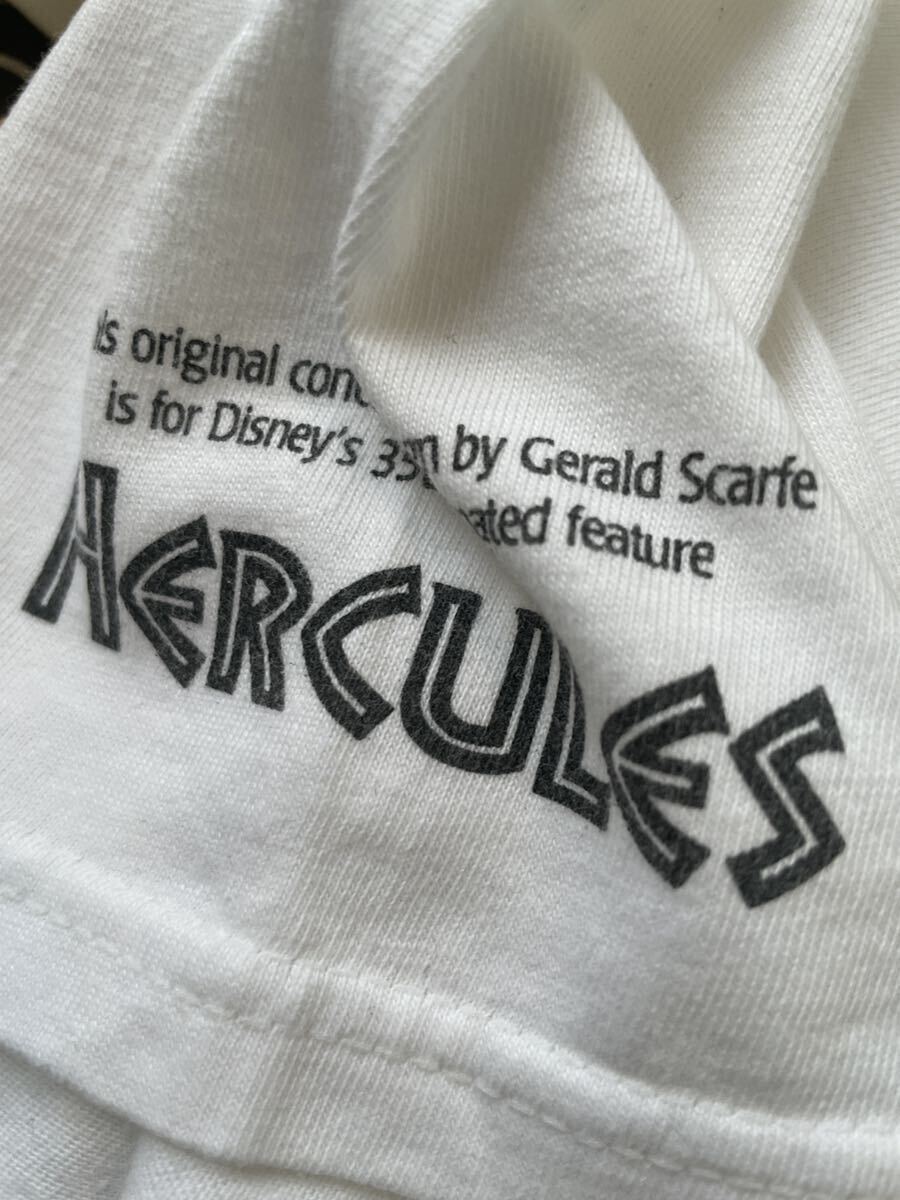 original by Gerald Scarfe
is for Disney's feature
HERCULES